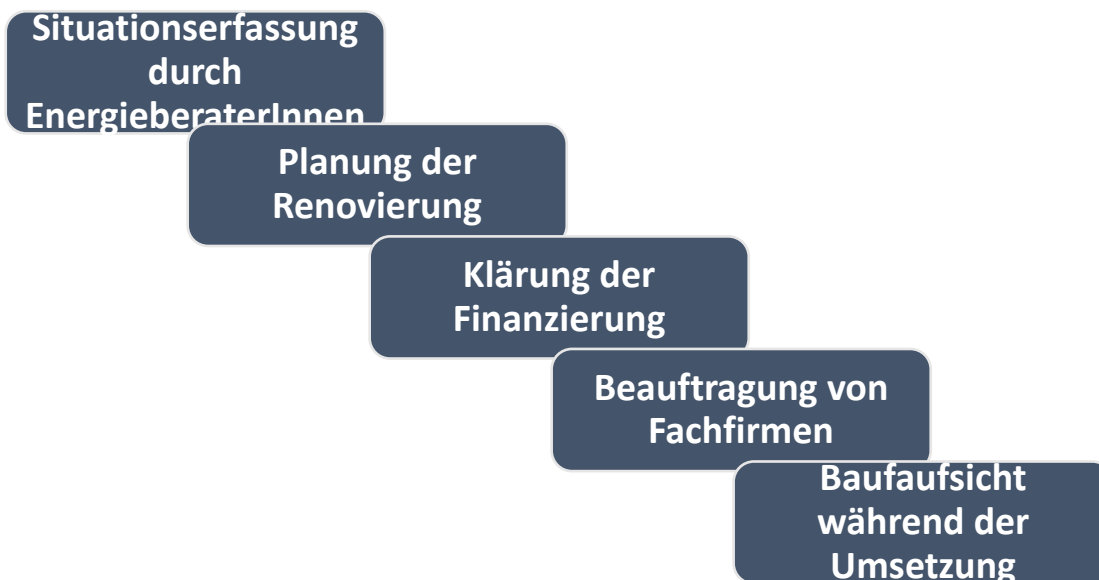 Situationserfassung
durch
EnergieberaterInnen
Planung der
Renovierung
Klärung der
Finanzierung
Beauftragung von
Fachfirmen
Baufaufsicht
während der
Umsetzung